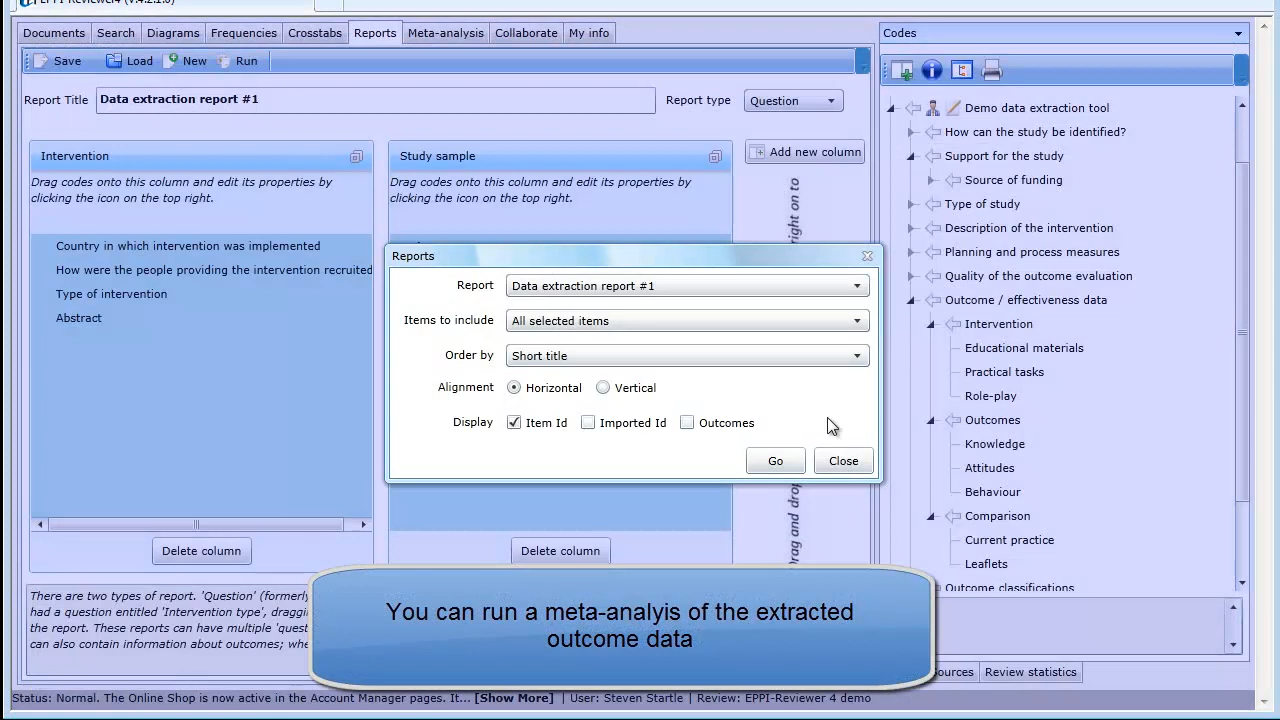 EPPI-Reviewer4 (V.4.2.1.0)
Documents Search Diagrams Frequencies Crosstabs Reports Meta-analysis Collaborate My info
Save Load New Run
Report Title Data extraction report #1 Report type Question
Intervention
Drag codes onto this column and edit its properties by
clicking the icon on the top right.
Country in which intervention was implemented
How were the people providing the intervention recruited
Type of intervention
Abstract
Delete column
Study sample
Drag codes onto this column and edit its properties by
clicking the icon on the top right.
Delete column
Add new column
right on to
Drag and drop
Reports
Report Data extraction report #1
Items to include All selected items
Order by Short title
Alignment Horizontal Vertical
Display Item Id Imported Id Outcomes
Go Close
Codes
Demo data extraction tool
How can the study be identified?
Support for the study
Source of funding
Type of study
Description of the intervention
Planning and process measures
Quality of the outcome evaluation
Outcome / effectiveness data
Intervention
Educational materials
Practical tasks
Role-play
Outcomes
Knowledge
Attitudes
Behaviour
Comparison
Current practice
Leaflets
Outcome classifications
ources Review statistics
There are two types of report. 'Question' (formerly
had a question entitled 'Intervention type', dragging
the report. These reports can have multiple 'quest
can also contain information about outcomes; whe
You can run a meta-analyis of the extracted
outcome data
Status: Normal. The Online Shop is now active in the Account Manager pages. It... [Show More] | User: Steven Startle | Review: EPPI-Reviewer 4 demo